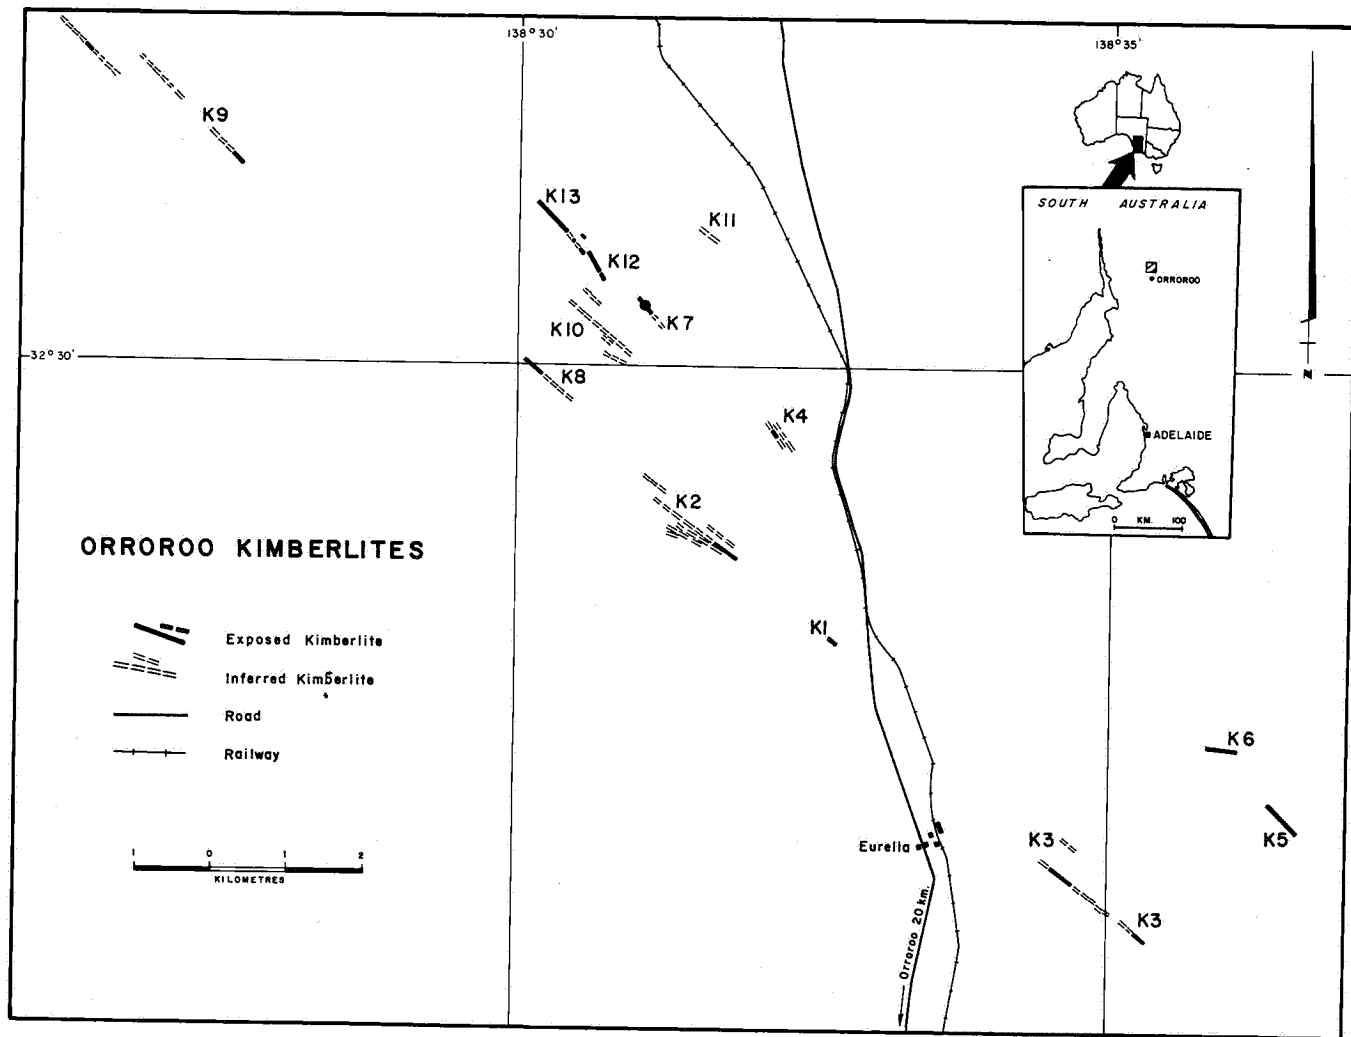 138° 30'
138° 35'
K9
K13
K11
SOUTH AUSTRALIA
K12
ORROROO
K7
K10
32° 30'
K8
N
K4
ADELAIDE
K2
0 KM. 100
ORROROO KIMBERLITES
K1
Exposed Kimberlite
Inferred Kimberlite
Road
K6
Railway
Eurelia
K3
K5
1 0 1 2
KILOMETRES
K3
Orroroo 20 km.